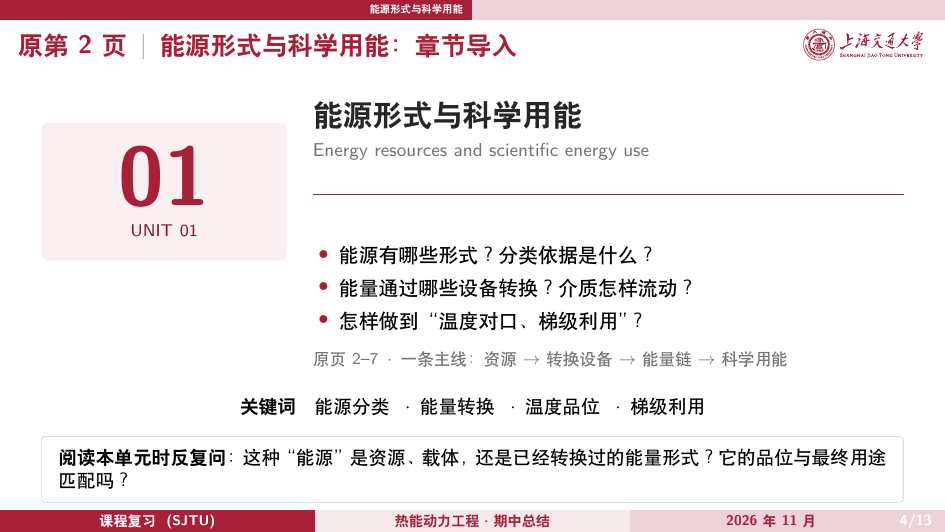 能源形式与科学用能
原第 2 页 | 能源形式与科学用能：章节导入
上海交通大学
SHANGHAI JIAO TONG UNIVERSITY
01
UNIT 01
能源形式与科学用能
Energy resources and scientific energy use
• 能源有哪些形式？分类依据是什么？
• 能量通过哪些设备转换？介质怎样流动？
• 怎样做到 “温度对口、梯级利用”？
原页 2–7 · 一条主线：资源 → 转换设备 → 能量链 → 科学用能
关键词 能源分类 · 能量转换 · 温度品位 · 梯级利用
阅读本单元时反复问：这种 “能源” 是资源、载体，还是已经转换过的能量形式？它的品位与最终用途
匹配吗？
课程复习 (SJTU) 热能动力工程 · 期中总结 2026 年 11 月 4/13